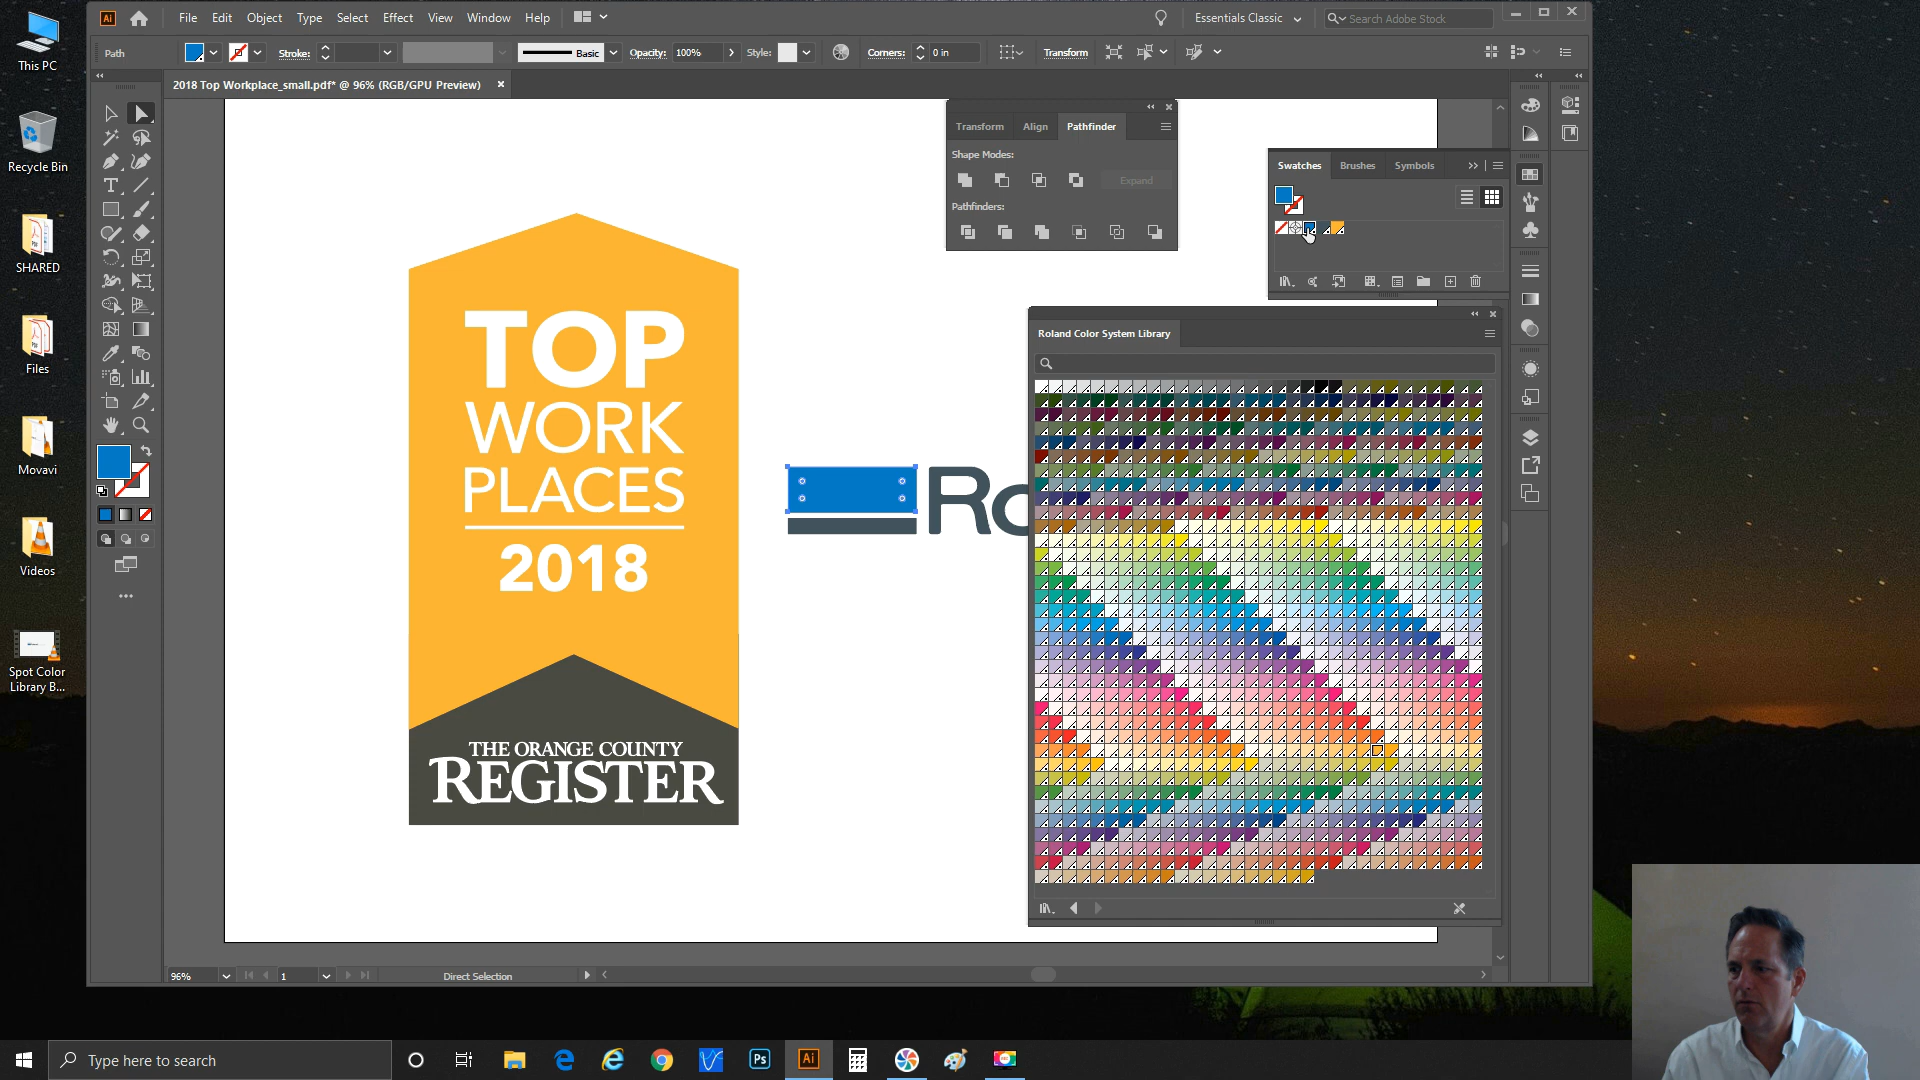 This PC
Recycle Bin
SHARED
Files
Movavi
Videos
Spot Color
Library B...
Ai
File Edit Object Type Select Effect View Window Help
Essentials Classic
Search Adobe Stock
Path
Stroke:
Basic
Opacity: 100%
Style:
Corners: 0 in
Transform
2018 Top Workplace_small.pdf* @ 96% (RGB/GPU Preview)
Transform Align Pathfinder
Shape Modes:
Expand
Pathfinders:
Swatches Brushes Symbols
Roland Color System Library
TOP
WORK
PLACES
2018
THE ORANGE COUNTY
REGISTER
Ro
96%
1
Direct Selection
Type here to search
Ps
Ai